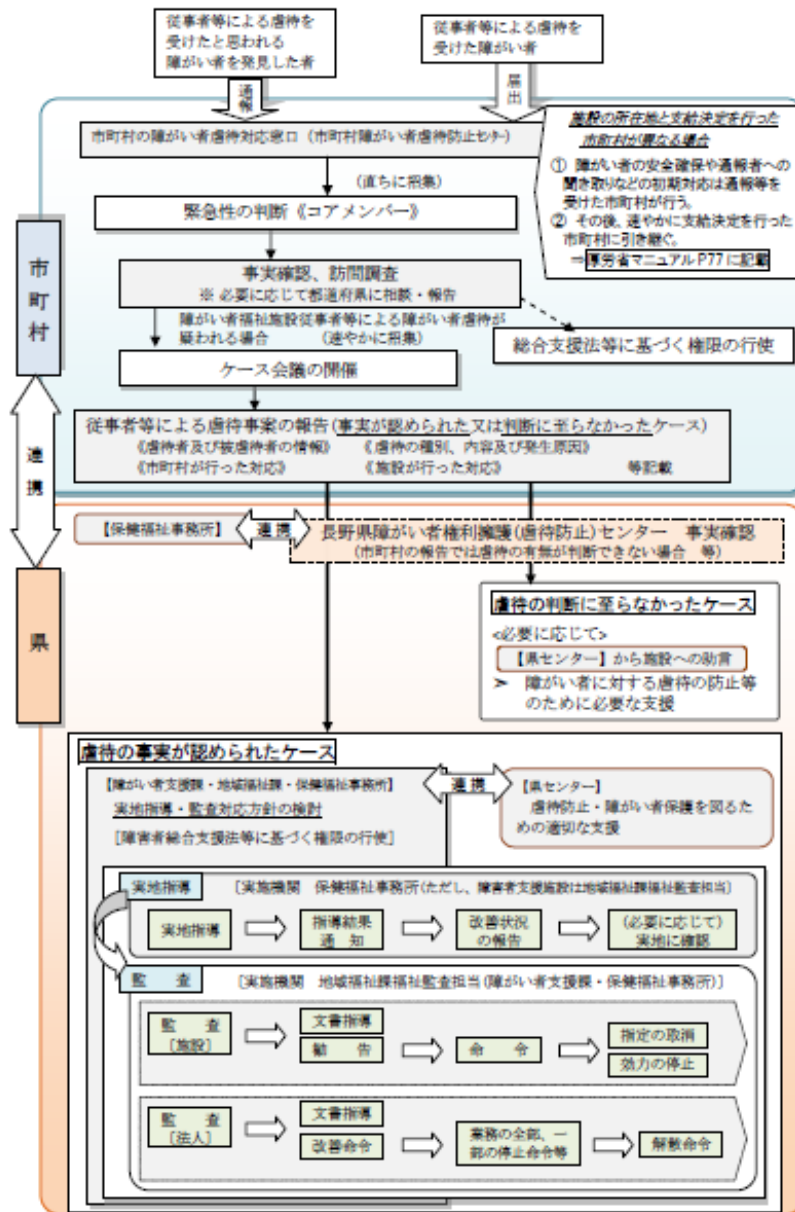 従事者等による虐待を
受けたと思われる
障がい者を発見した者
従事者等による虐待を
受けた障がい者
通報
届出
市町村の障がい者虐待対応窓口（市町村障がい者虐待防止センター）
施設の所在地と支給決定を行った
市町村が異なる場合
① 障がい者の安全確保や通報者への
聞き取りなどの初期対応は通報等を
受けた市町村が行う。
② その後、速やかに支給決定を行った
市町村に引き継ぐ。
⇒厚労省マニュアル P77 に記載
（直ちに招集）
緊急性の判断《コアメンバー》
市町村
事実確認、訪問調査
※ 必要に応じて都道府県に相談・報告
障がい者福祉施設従事者等による障がい者虐待が
疑われる場合 （速やかに招集）
総合支援法等に基づく権限の行使
ケース会議の開催
従事者等による虐待事案の報告（事実が認められた又は判断に至らなかったケース）
《虐待者及び被虐待者の情報》 《虐待の種別、内容及び発生原因》
《市町村が行った対応》 《施設が行った対応》 等記載
連携
【保健福祉事務所】
連携
長野県障がい者権利擁護(虐待防止)センター 事実確認
（市町村の報告では虐待の有無が判断できない場合 等）
県
虐待の判断に至らなかったケース
<必要に応じて>
【県センター】から施設への助言
➢ 障がい者に対する虐待の防止等
のために必要な支援
虐待の事実が認められたケース
【障がい者支援課・地域福祉課・保健福祉事務所】
実地指導・監査対応方針の検討
[障害者総合支援法等に基づく権限の行使]
連携
【県センター】
虐待防止・障がい者保護を図るた
めの適切な支援
実地指導
[実施機関 保健福祉事務所(ただし、障害者支援施設は地域福祉課福祉監査担当]
実地指導
指導結果
通知
改善状況
の報告
（必要に応じて）
実地に確認
監査
[実施機関 地域福祉課福祉監査担当(障がい者支援課・保健福祉事務所)]
監査
[施設]
文書指導
勧告
命令
指定の取消
効力の停止
監査
[法人]
文書指導
改善命令
業務の全部、一
部の停止命令等
解散命令